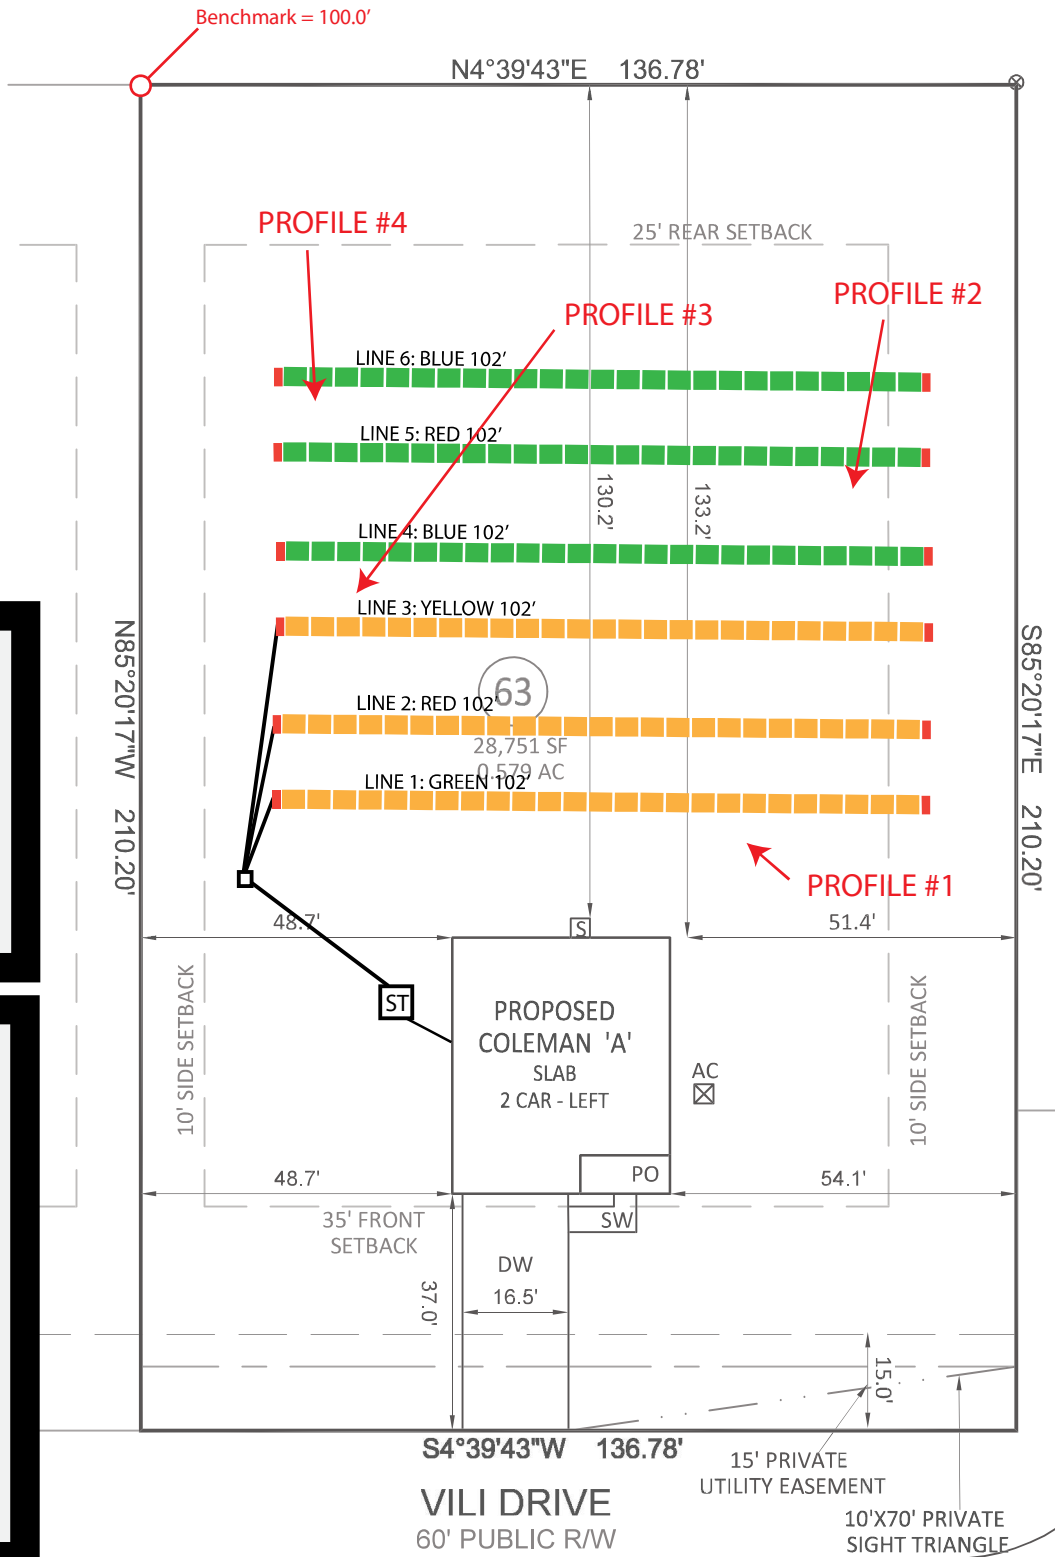 Benchmark = 100.0'
N4°39'43"E 136.78'
PROFILE #4
25' REAR SETBACK
PROFILE #2
PROFILE #3
LINE 6: BLUE 102'
LINE 5: RED 102'
130.2'
133.2'
LINE 4: BLUE 102'
LINE 3: YELLOW 102'
N85°20'17"W 210.20'
S85°20'17"E 210.20'
63
LINE 2: RED 102'
28,751 SF
0.579 AC
LINE 1: GREEN 102'
PROFILE #1
48.7'
S
51.4'
10' SIDE SETBACK
ST
PROPOSED
COLEMAN 'A'
SLAB
2 CAR - LEFT
AC
10' SIDE SETBACK
48.7'
PO
54.1'
35' FRONT
SETBACK
SW
DW
16.5'
37.0'
15.0'
S4°39'43"W 136.78'
15' PRIVATE
UTILITY EASEMENT
VILI DRIVE
60' PUBLIC R/W
10'X70' PRIVATE
SIGHT TRIANGLE